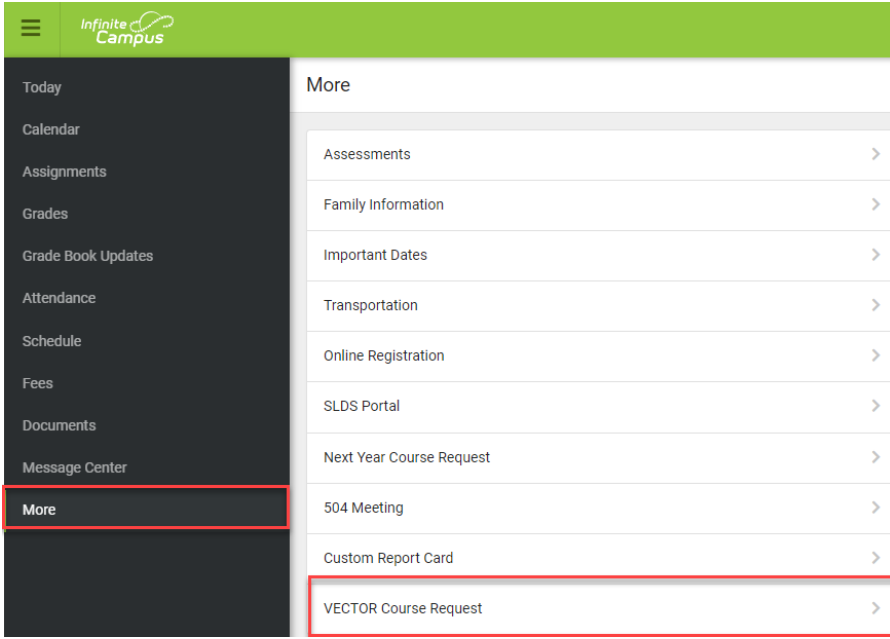 Infinite
Campus
Today
Calendar
Assignments
Grades
Grade Book Updates
Attendance
Schedule
Fees
Documents
Message Center
More
More
Assessments
Family Information
Important Dates
Transportation
Online Registration
SLDS Portal
Next Year Course Request
504 Meeting
Custom Report Card
VECTOR Course Request